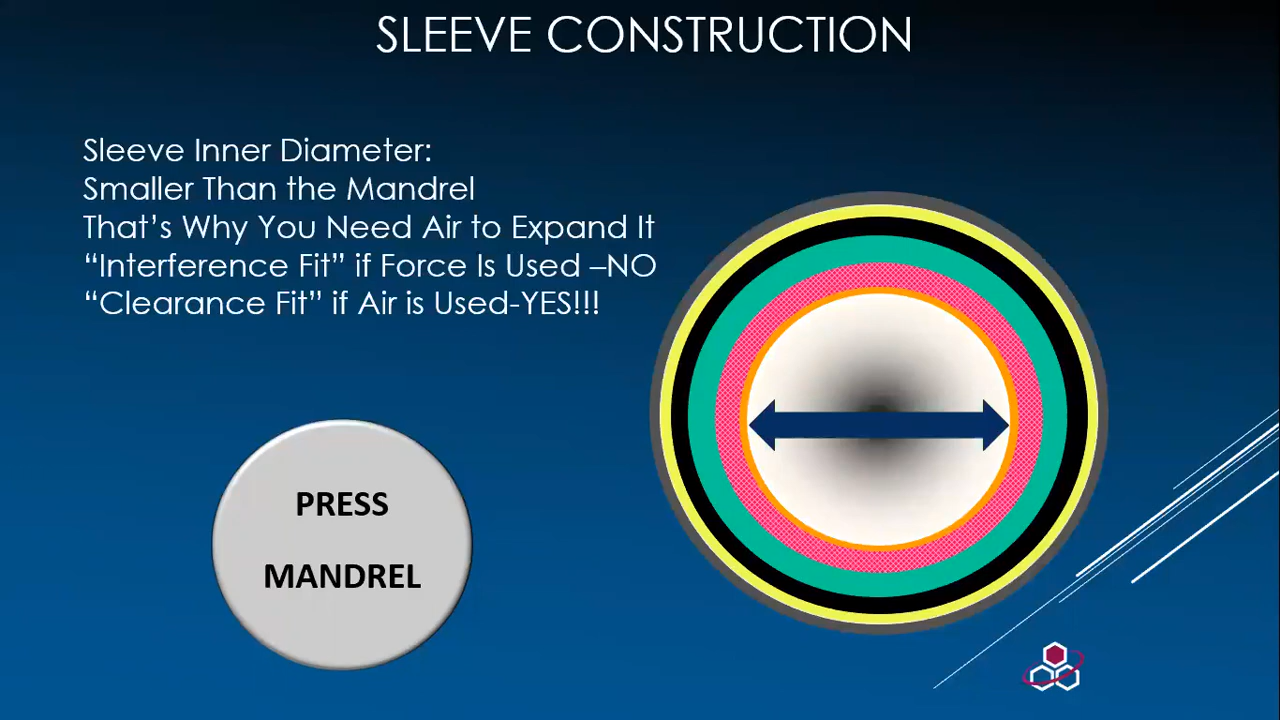 SLEEVE CONSTRUCTION
Sleeve Inner Diameter:
Smaller Than the Mandrel
That’s Why You Need Air to Expand It
“Interference Fit” if Force Is Used –NO
“Clearance Fit” if Air is Used-YES!!!
PRESS
MANDREL